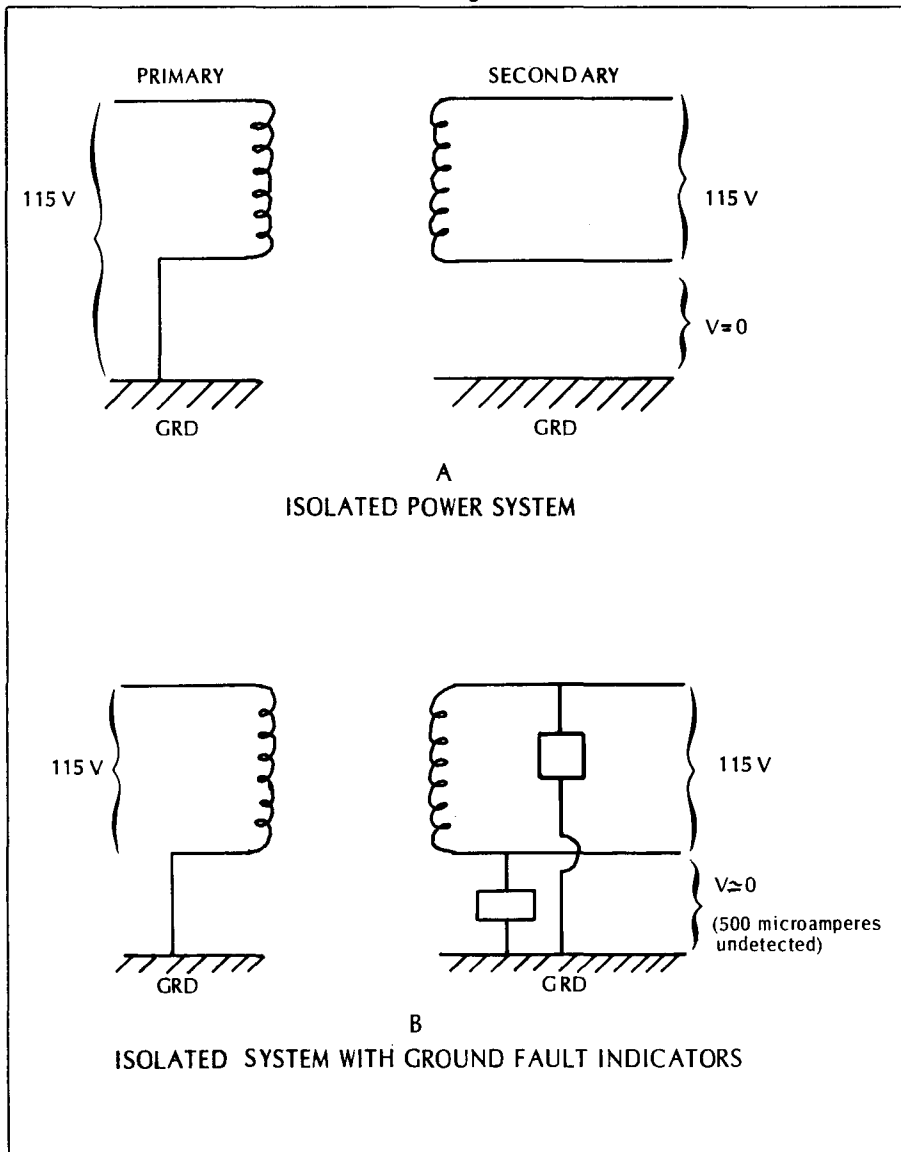 PRIMARY
SECONDARY
115 V
115 V
V=0
GRD
GRD
A
ISOLATED POWER SYSTEM
115 V
115 V
V≃0
(500 microamperes
undetected)
GRD
GRD
B
ISOLATED SYSTEM WITH GROUND FAULT INDICATORS